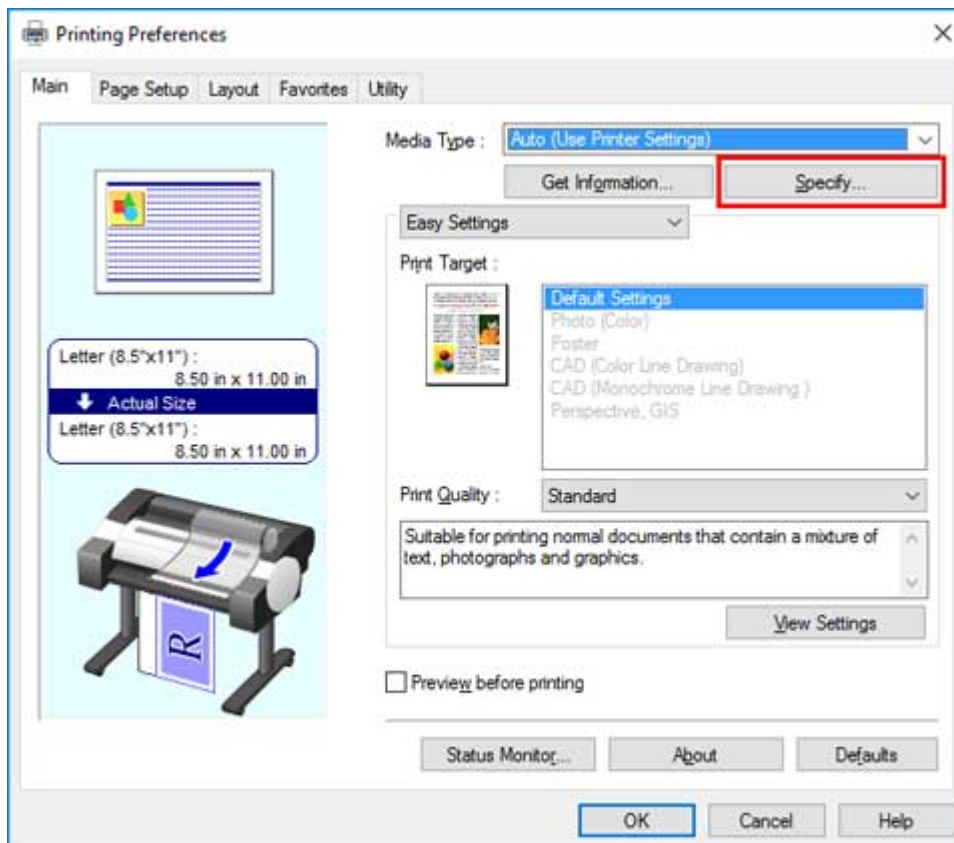 Printing Preferences
Main Page Setup Layout Favorites Utility
Media Type : Auto (Use Printer Settings)
Get Information... Specify...
Easy Settings
Print Target :
Default Settings
Photo (Color)
Poster
CAD (Color Line Drawing)
CAD (Monochrome Line Drawing )
Perspective, GIS
Letter (8.5"x11") :
8.50 in x 11.00 in
Actual Size
Letter (8.5"x11") :
8.50 in x 11.00 in
R
Print Quality : Standard
Suitable for printing normal documents that contain a mixture of
text, photographs and graphics.
View Settings
Preview before printing
Status Monitor... About Defaults
OK Cancel Help